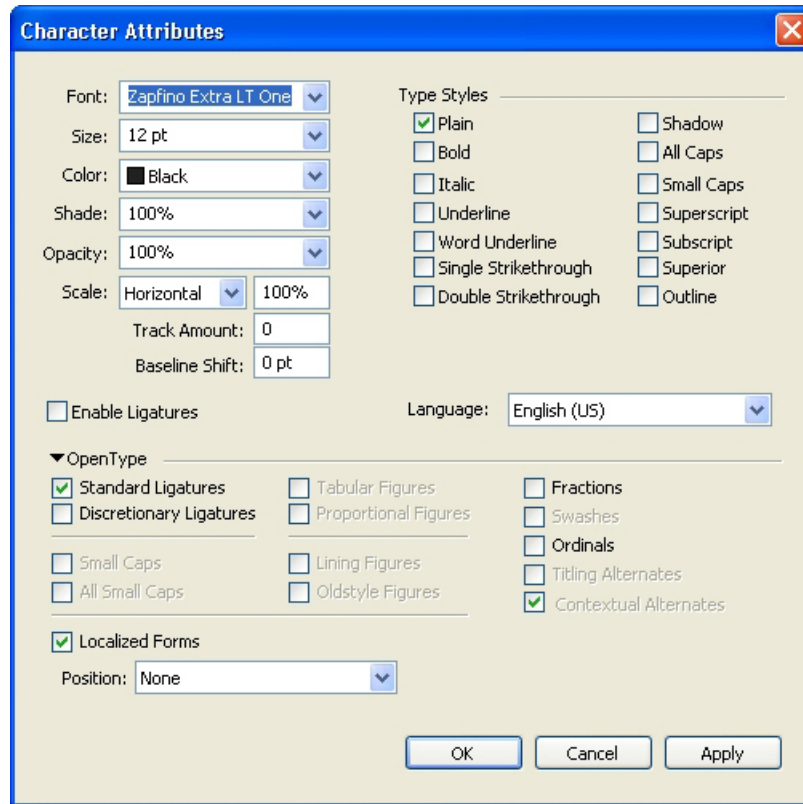 Character Attributes
Font: Zapfino Extra LT One
Size: 12 pt
Color: Black
Shade: 100%
Opacity: 100%
Scale: Horizontal 100%
Track Amount: 0
Baseline Shift: 0 pt
Type Styles
Plain
Bold
Italic
Underline
Word Underline
Single Strikethrough
Double Strikethrough
Shadow
All Caps
Small Caps
Superscript
Subscript
Superior
Outline
Enable Ligatures
Language: English (US)
OpenType
Standard Ligatures
Discretionary Ligatures
Small Caps
All Small Caps
Tabular Figures
Proportional Figures
Lining Figures
Oldstyle Figures
Fractions
Swashes
Ordinals
Titling Alternates
Contextual Alternates
Localized Forms
Position: None
OK
Cancel
Apply